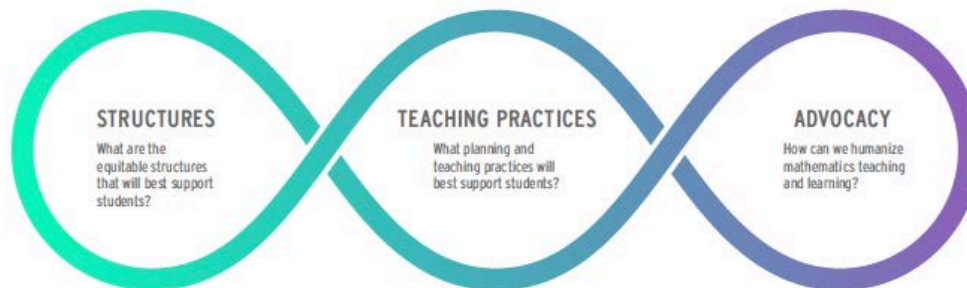 STRUCTURES
What are the
equitable structures
that will best support
students?
TEACHING PRACTICES
What planning and
teaching practices will
best support students?
ADVOCACY
How can we humanize
mathematics teaching
and learning?